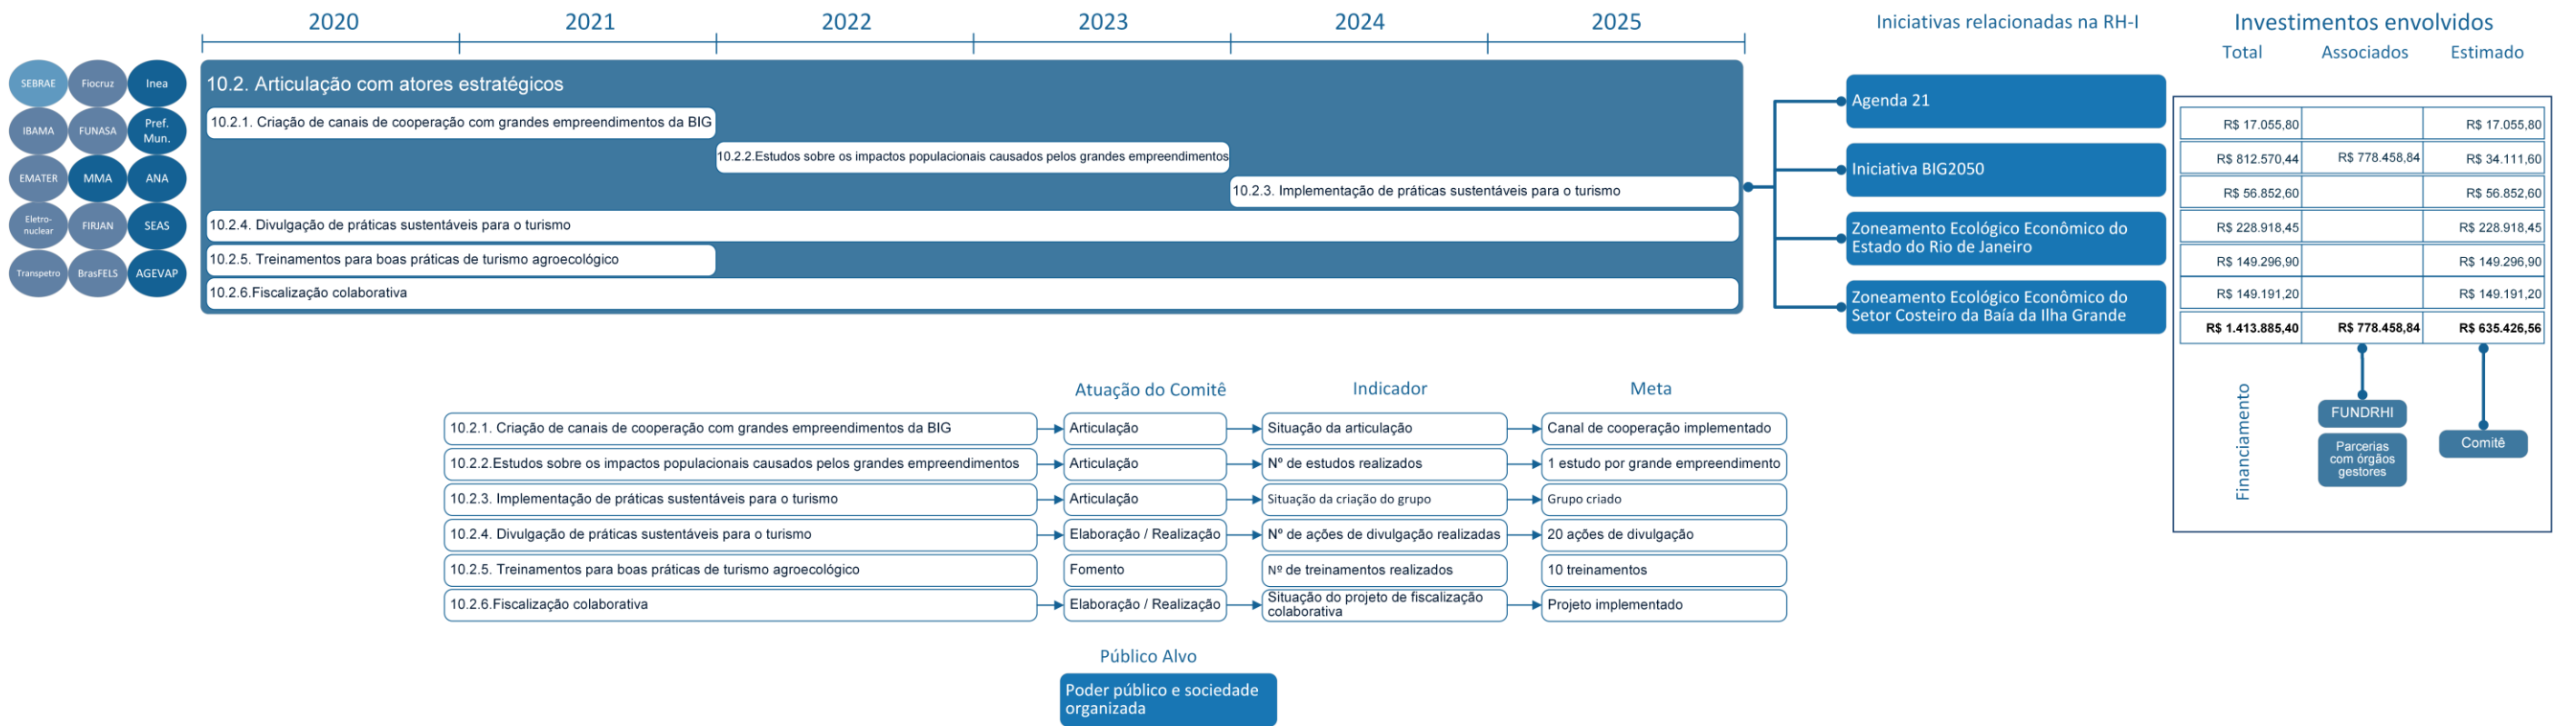 2020 2021 2022 2023 2024 2025
Iniciativas relacionadas na RH-I
Investimentos envolvidos
Total Associados Estimado
SEBRAE Fiocruz Inea
IBAMA FUNASA Pref.
Mun.
EMATER MMA ANA
Eletro-
nuclear FIRJAN SEAS
Transpetro BrasFELS AGEVAP
10.2. Articulação com atores estratégicos
10.2.1. Criação de canais de cooperação com grandes empreendimentos da BIG
10.2.2.Estudos sobre os impactos populacionais causados pelos grandes empreendimentos
10.2.3. Implementação de práticas sustentáveis para o turismo
10.2.4. Divulgação de práticas sustentáveis para o turismo
10.2.5. Treinamentos para boas práticas de turismo agroecológico
10.2.6.Fiscalização colaborativa
Agenda 21
Iniciativa BIG2050
Zoneamento Ecológico Econômico do
Estado do Rio de Janeiro
Zoneamento Ecológico Econômico do
Setor Costeiro da Baía da Ilha Grande
R$ 17.055,80 R$ 17.055,80
R$ 812.570,44 R$ 778.458,84 R$ 34.111,60
R$ 56.852,60 R$ 56.852,60
R$ 228.918,45 R$ 228.918,45
R$ 149.296,90 R$ 149.296,90
R$ 149.191,20 R$ 149.191,20
R$ 1.413.885,40 R$ 778.458,84 R$ 635.426,56
Financiamento
FUNDRHI
Parcerias
com órgãos
gestores
Comitê
Atuação do Comitê Indicador Meta
10.2.1. Criação de canais de cooperação com grandes empreendimentos da BIG Articulação Situação da articulação Canal de cooperação implementado
10.2.2.Estudos sobre os impactos populacionais causados pelos grandes empreendimentos Articulação Nº de estudos realizados 1 estudo por grande empreendimento
10.2.3. Implementação de práticas sustentáveis para o turismo Articulação Situação da criação do grupo Grupo criado
10.2.4. Divulgação de práticas sustentáveis para o turismo Elaboração / Realização Nº de ações de divulgação realizadas 20 ações de divulgação
10.2.5. Treinamentos para boas práticas de turismo agroecológico Fomento Nº de treinamentos realizados 10 treinamentos
10.2.6.Fiscalização colaborativa Elaboração / Realização Situação do projeto de fiscalização
colaborativa Projeto implementado
Público Alvo
Poder público e sociedade
organizada